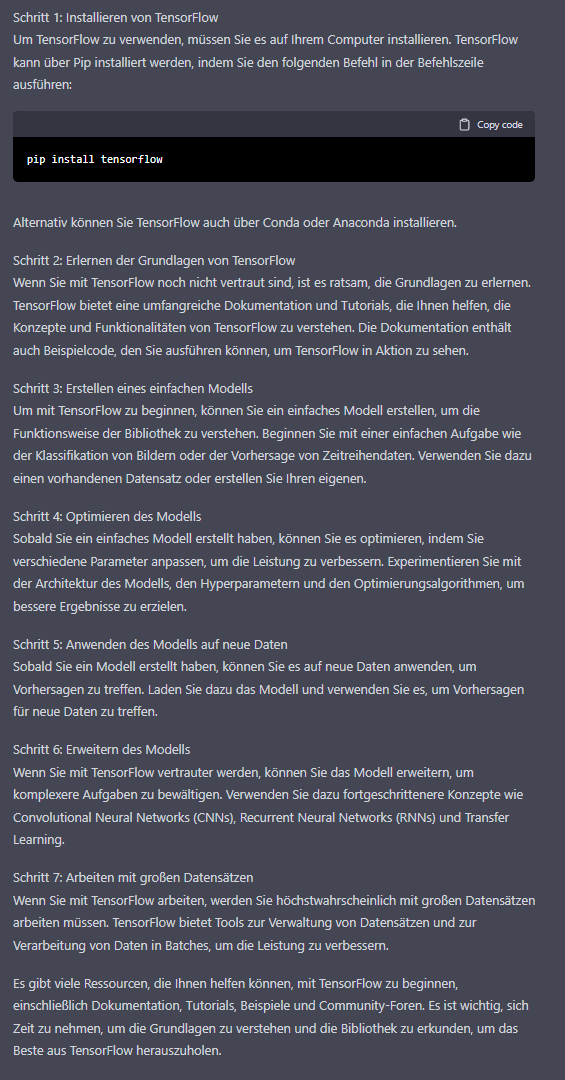 Schritt 1: Installieren von TensorFlow
Um TensorFlow zu verwenden, müssen Sie es auf Ihrem Computer installieren. TensorFlow
kann über Pip installiert werden, indem Sie den folgenden Befehl in der Befehlszeile
ausführen:
Copy code
pip install tensorflow
Alternativ können Sie TensorFlow auch über Conda oder Anaconda installieren.
Schritt 2: Erlernen der Grundlagen von TensorFlow
Wenn Sie mit TensorFlow noch nicht vertraut sind, ist es ratsam, die Grundlagen zu erlernen.
TensorFlow bietet eine umfangreiche Dokumentation und Tutorials, die Ihnen helfen, die
Konzepte und Funktionalitäten von TensorFlow zu verstehen. Die Dokumentation enthält
auch Beispielcode, den Sie ausführen können, um TensorFlow in Aktion zu sehen.
Schritt 3: Erstellen eines einfachen Modells
Um mit TensorFlow zu beginnen, können Sie ein einfaches Modell erstellen, um die
Funktionsweise der Bibliothek zu verstehen. Beginnen Sie mit einer einfachen Aufgabe wie
der Klassifikation von Bildern oder der Vorhersage von Zeitreihendaten. Verwenden Sie dazu
einen vorhandenen Datensatz oder erstellen Sie Ihren eigenen.
Schritt 4: Optimieren des Modells
Sobald Sie ein einfaches Modell erstellt haben, können Sie es optimieren, indem Sie
verschiedene Parameter anpassen, um die Leistung zu verbessern. Experimentieren Sie mit
der Architektur des Modells, den Hyperparametern und den Optimierungsalgorithmen, um
bessere Ergebnisse zu erzielen.
Schritt 5: Anwenden des Modells auf neue Daten
Sobald Sie ein Modell erstellt haben, können Sie es auf neue Daten anwenden, um
Vorhersagen zu treffen. Laden Sie dazu das Modell und verwenden Sie es, um Vorhersagen
für neue Daten zu treffen.
Schritt 6: Erweitern des Modells
Wenn Sie mit TensorFlow vertrauter werden, können Sie das Modell erweitern, um
komplexere Aufgaben zu bewältigen. Verwenden Sie dazu fortgeschrittenere Konzepte wie
Convolutional Neural Networks (CNNs), Recurrent Neural Networks (RNNs) und Transfer
Learning.
Schritt 7: Arbeiten mit großen Datensätzen
Wenn Sie mit TensorFlow arbeiten, werden Sie höchstwahrscheinlich mit großen Datensätzen
arbeiten müssen. TensorFlow bietet Tools zur Verwaltung von Datensätzen und zur
Verarbeitung von Daten in Batches, um die Leistung zu verbessern.
Es gibt viele Ressourcen, die Ihnen helfen können, mit TensorFlow zu beginnen,
einschließlich Dokumentation, Tutorials, Beispiele und Community-Foren. Es ist wichtig, sich
Zeit zu nehmen, um die Grundlagen zu verstehen und die Bibliothek zu erkunden, um das
Beste aus TensorFlow herauszuholen.